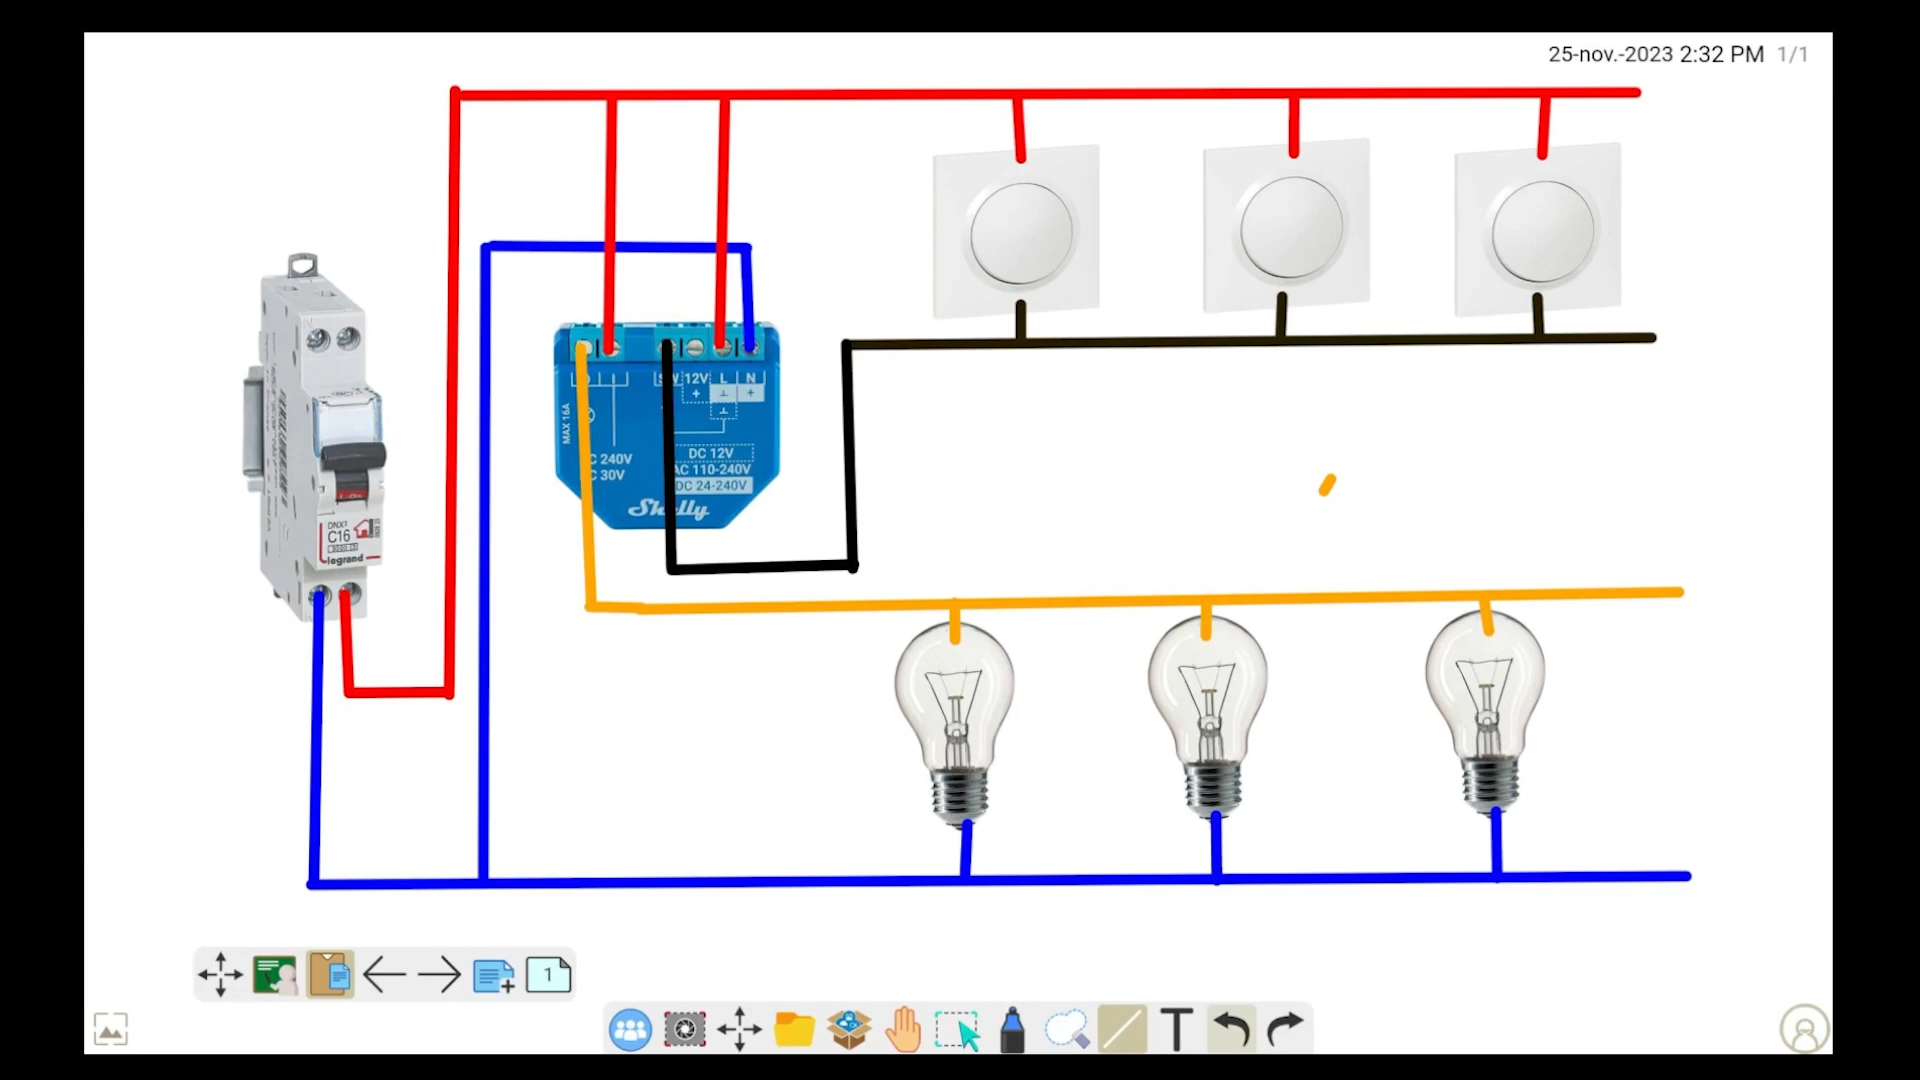 25-nov.-2023 2:32 PM 1/1
SW 12V L N
MAX 16A
C 240V
C 30V
DC 12V
AC 110-240V
DC 24-240V
Shelly
DNX³
C16
legrand
1